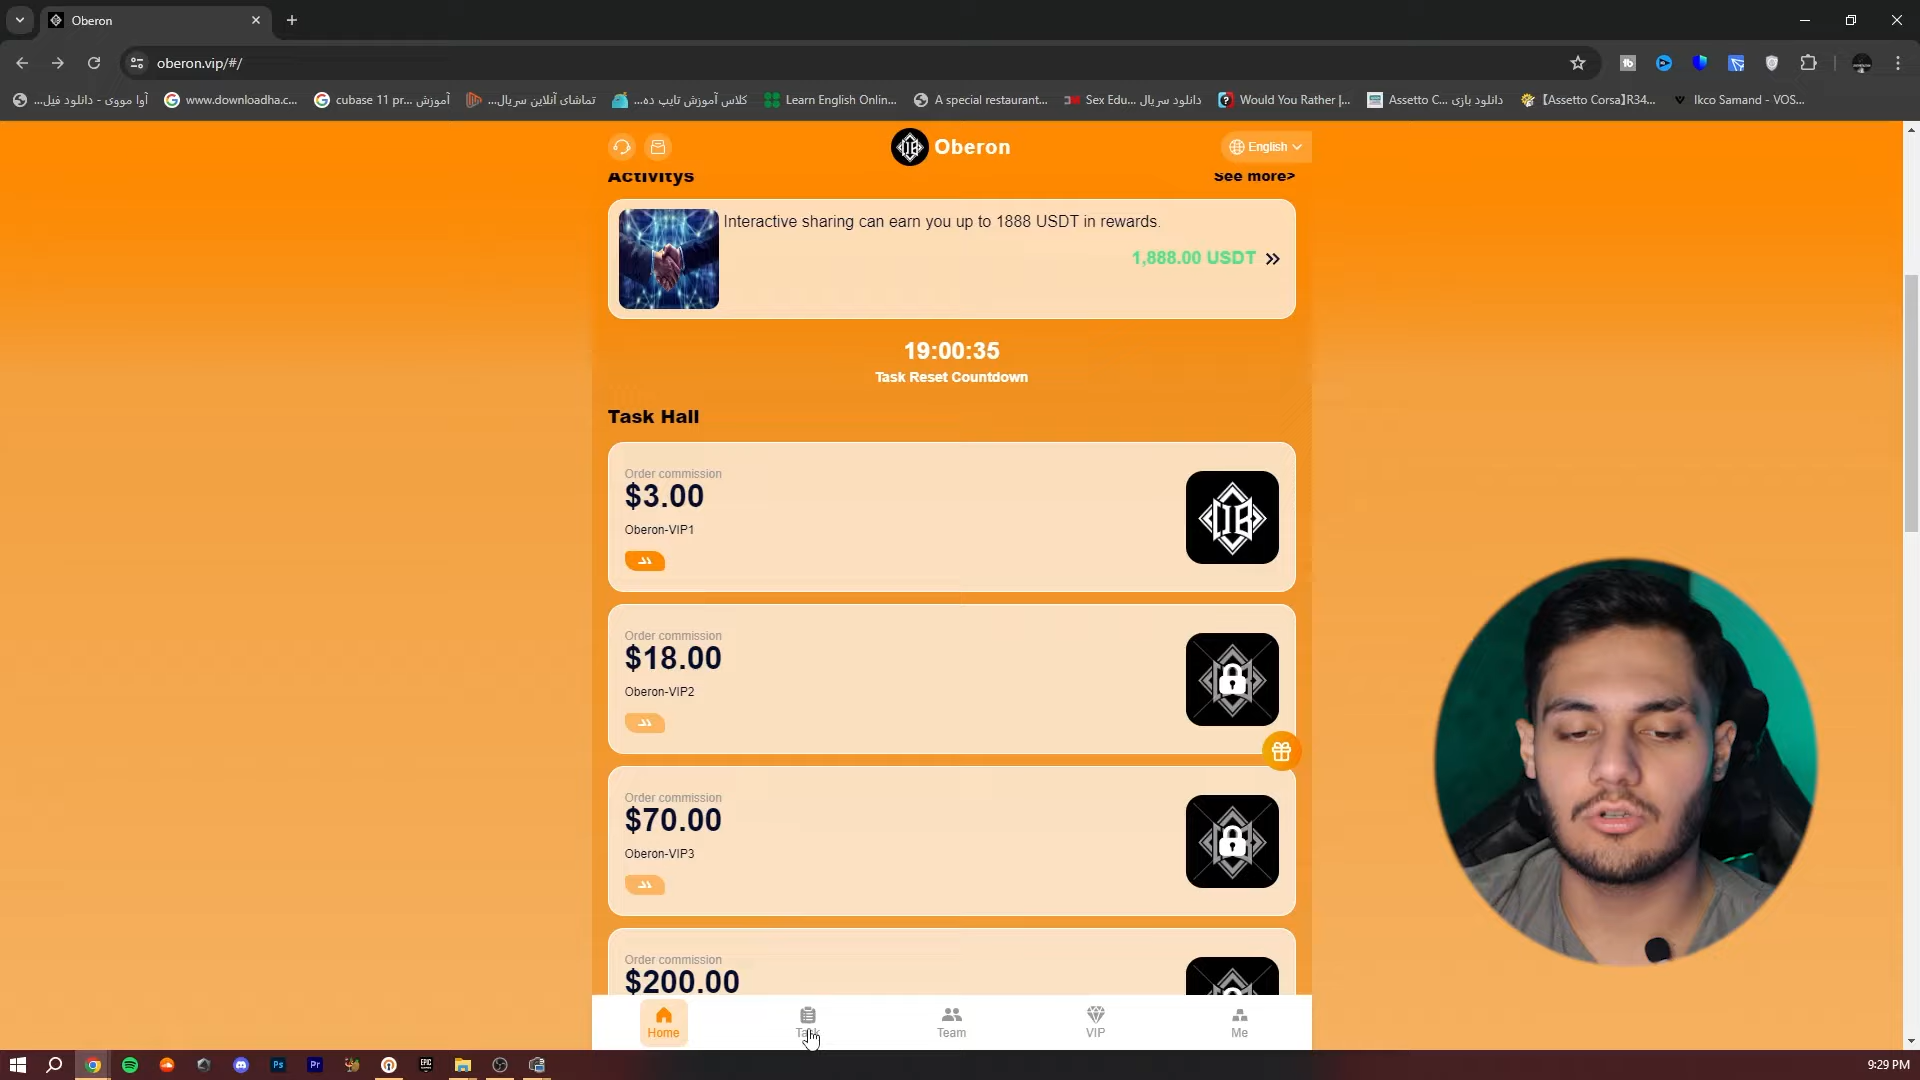 Oberon
oberon.vip/#/
آوا مووی - دانلود فیل...
www.downloadha.c...
cubase 11 pr... آموزش
تماشای آنلاین سریال...
کلاس آموزش تایپ ده...
Learn English Onlin...
A special restaurant...
دانلود سریال Sex Edu...
Would You Rather |...
دانلود بازی Assetto C...
【Assetto Corsa】R34...
Ikco Samand - VOS...
Oberon
English
Activitys
See more>
Interactive sharing can earn you up to 1888 USDT in rewards.
1,888.00 USDT
19:00:35
Task Reset Countdown
Task Hall
Order commission
$3.00
Oberon-VIP1
Order commission
$18.00
Oberon-VIP2
Order commission
$70.00
Oberon-VIP3
Order commission
$200.00
Home
Task
Team
VIP
Me
9:29 PM